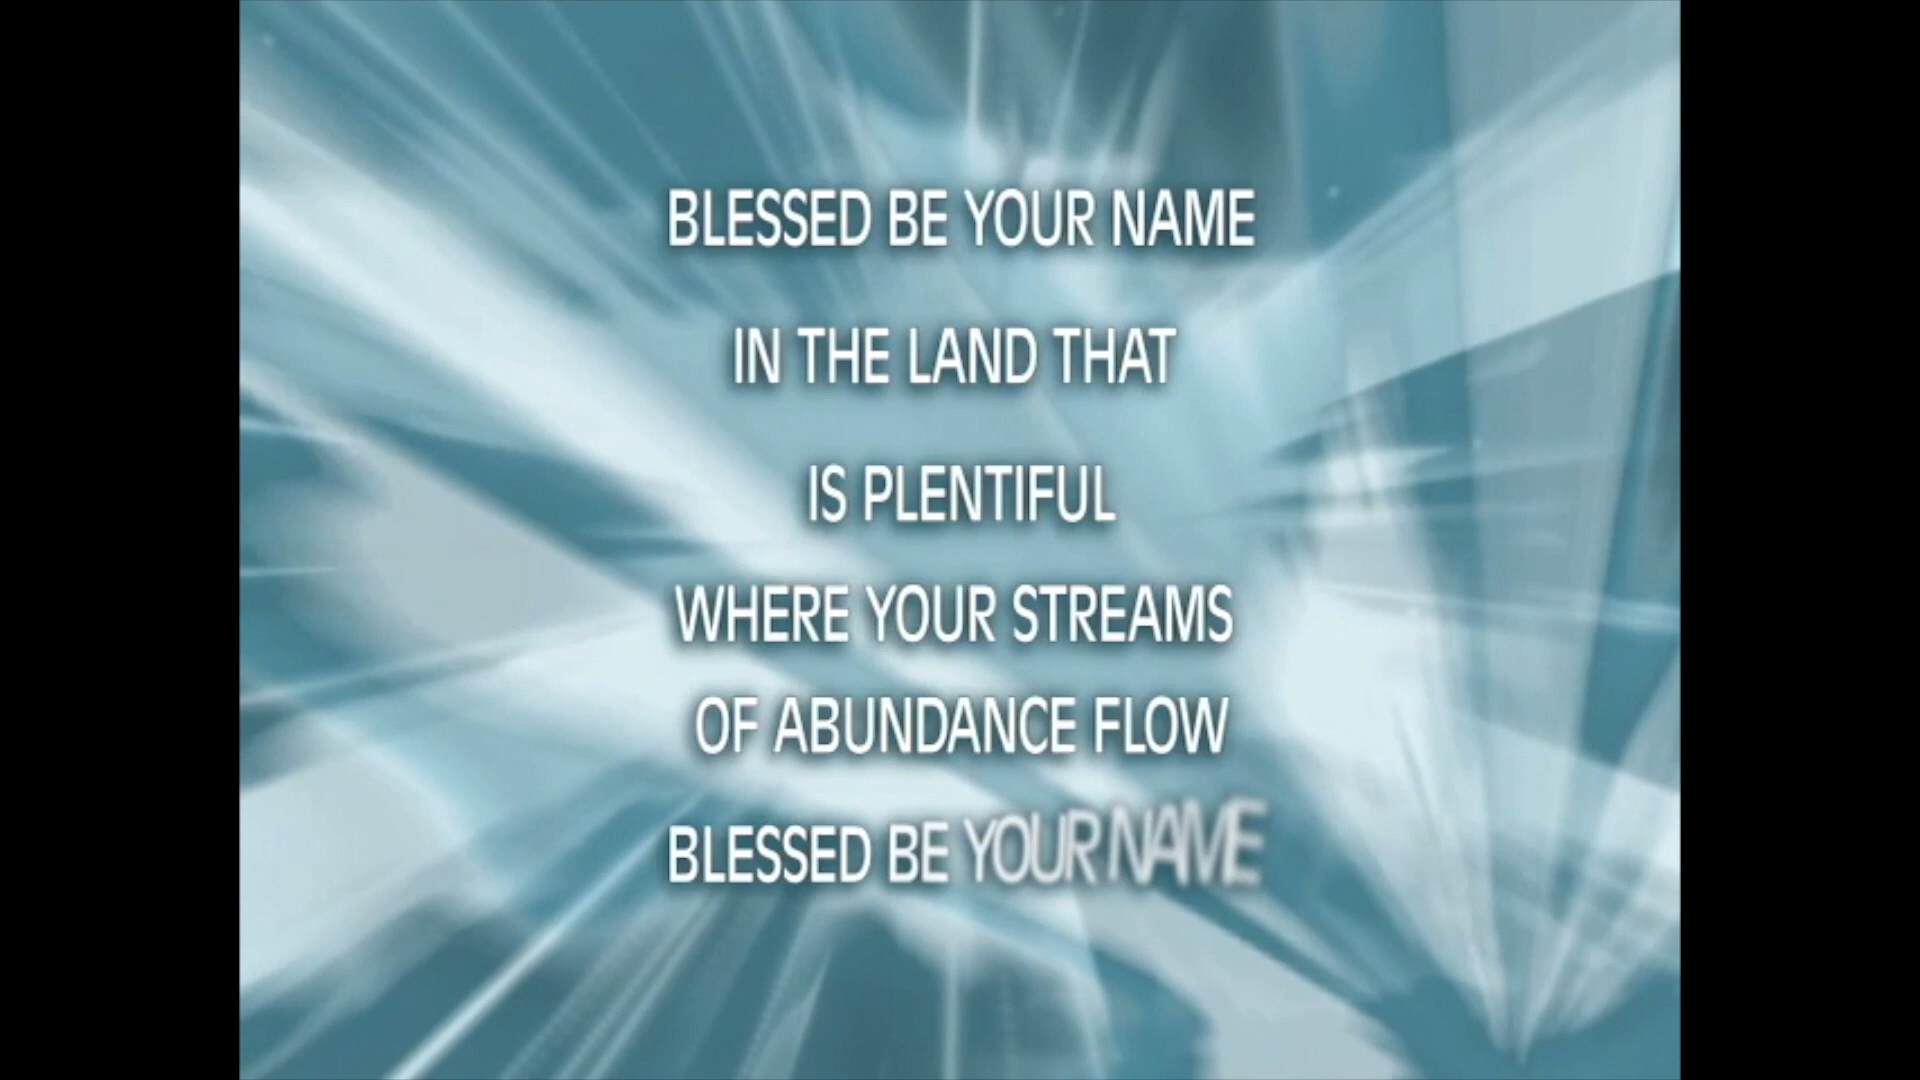 BLESSED BE YOUR NAME
IN THE LAND THAT
IS PLENTIFUL
WHERE YOUR STREAMS
OF ABUNDANCE FLOW
BLESSED BE YOUR NAME